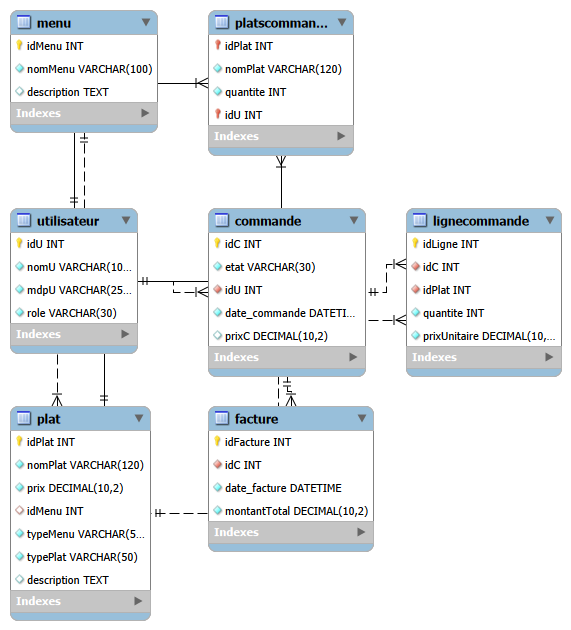 menu
idMenu INT
nomMenu VARCHAR(100)
description TEXT
Indexes
platscomman...
idPlat INT
nomPlat VARCHAR(120)
quantite INT
idU INT
Indexes
utilisateur
idU INT
nomU VARCHAR(10...
mdpU VARCHAR(25...
role VARCHAR(30)
Indexes
commande
idC INT
etat VARCHAR(30)
idU INT
date_commande DATETI...
prixC DECIMAL(10,2)
Indexes
lignecommande
idLigne INT
idC INT
idPlat INT
quantite INT
prixUnitaire DECIMAL(10,...
Indexes
plat
idPlat INT
nomPlat VARCHAR(120)
prix DECIMAL(10,2)
idMenu INT
typeMenu VARCHAR(5...
typePlat VARCHAR(50)
description TEXT
Indexes
facture
idFacture INT
idC INT
date_facture DATETIME
montantTotal DECIMAL(10,2)
Indexes